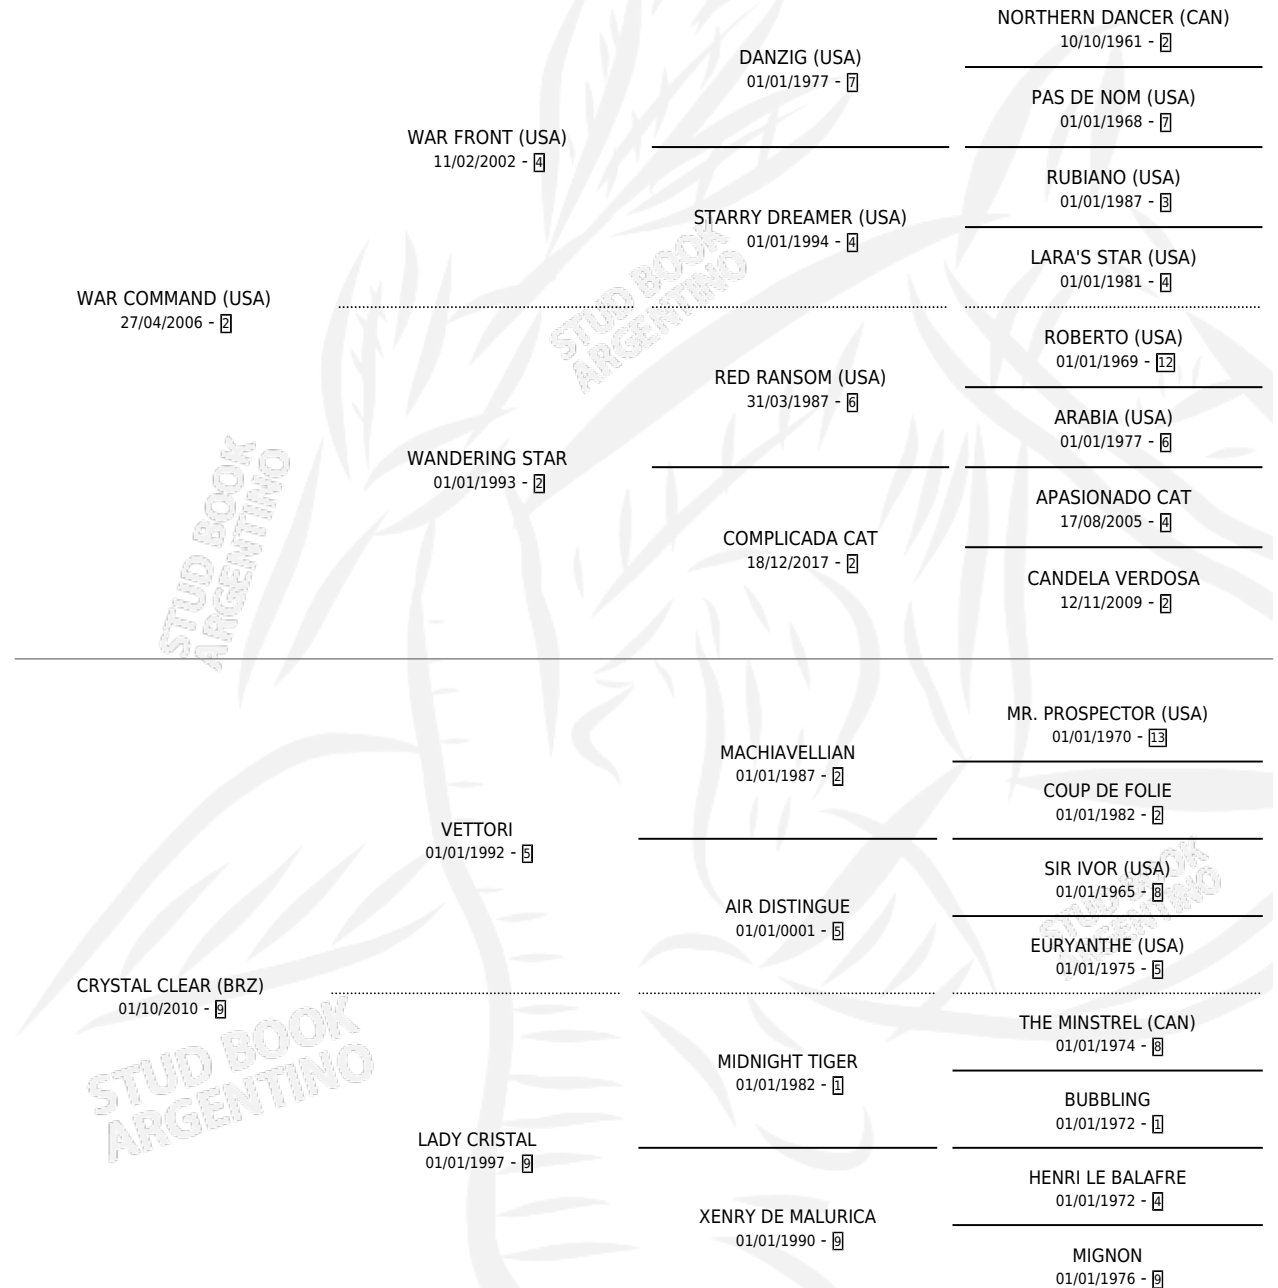 NORTHERN DANCER (CAN)
10/10/1961 - 2
DANZIG (USA)
01/01/1977 - 7
PAS DE NOM (USA)
01/01/1968 - 7
WAR FRONT (USA)
11/02/2002 - 4
RUBIANO (USA)
01/01/1987 - 3
STARRY DREAMER (USA)
01/01/1994 - 4
LARA'S STAR (USA)
01/01/1981 - 4
WAR COMMAND (USA)
27/04/2006 - 2
ROBERTO (USA)
01/01/1969 - 12
RED RANSOM (USA)
31/03/1987 - 6
ARABIA (USA)
01/01/1977 - 6
WANDERING STAR
01/01/1993 - 2
APASIONADO CAT
17/08/2005 - 4
COMPLICADA CAT
18/12/2017 - 2
CANDELA VERDOSA
12/11/2009 - 2
MR. PROSPECTOR (USA)
01/01/1970 - 13
MACHIAVELLIAN
01/01/1987 - 2
COUP DE FOLIE
01/01/1982 - 2
VETTORI
01/01/1992 - 5
SIR IVOR (USA)
01/01/1965 - 8
AIR DISTINGUE
01/01/0001 - 5
EURYANTHE (USA)
01/01/1975 - 5
CRYSTAL CLEAR (BRZ)
01/10/2010 - 9
THE MINSTREL (CAN)
01/01/1974 - 8
MIDNIGHT TIGER
01/01/1982 - 1
BUBBLING
01/01/1972 - 1
LADY CRISTAL
01/01/1997 - 9
HENRI LE BALAFRE
01/01/1972 - 4
XENRY DE MALURICA
01/01/1990 - 9
MIGNON
01/01/1976 - 9
STUD BOOK
ARGENTINO
STUD BOOK
ARGENTINO
STUD BOOK
ARGENTINO
STUD BOOK
ARGENTINO